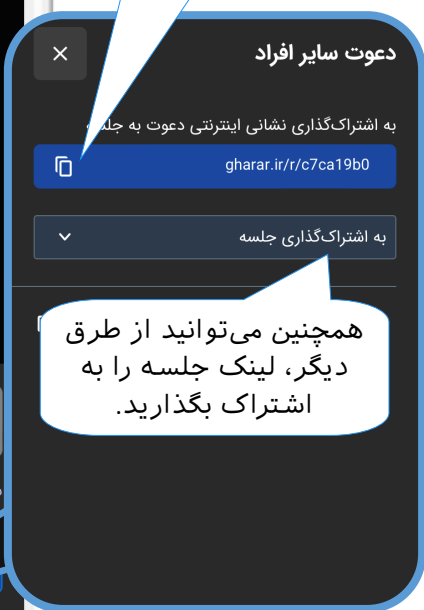 دعوت سایر افراد
به اشتراک‌گذاری نشانی اینترنتی دعوت به
gharar.ir/r/c7ca19b0
به اشتراک‌گذاری جلسه
همچنین می‌توانید از طرق
دیگر، لینک جلسه را به
اشتراک بگذارید.